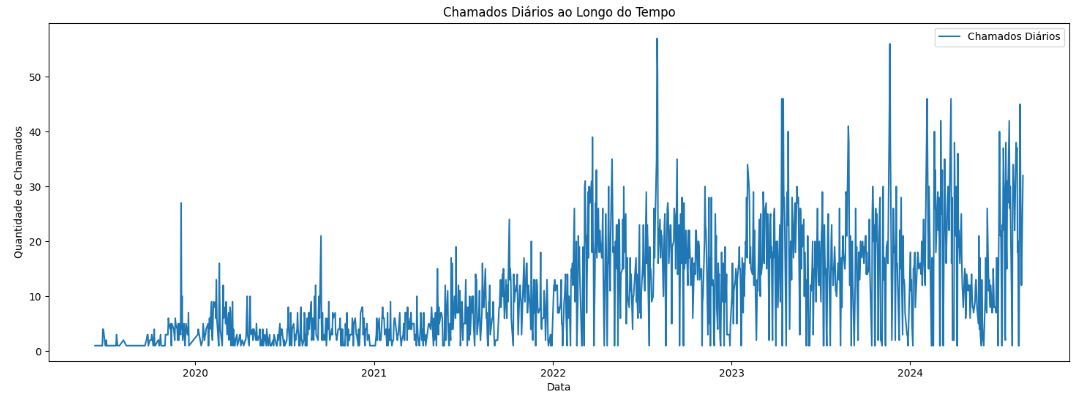 Chamados Diários ao Longo do Tempo
Chamados Diários
Quantidade de Chamados
50
40
30
20
10
0
2020 2021 2022 2023 2024
Data